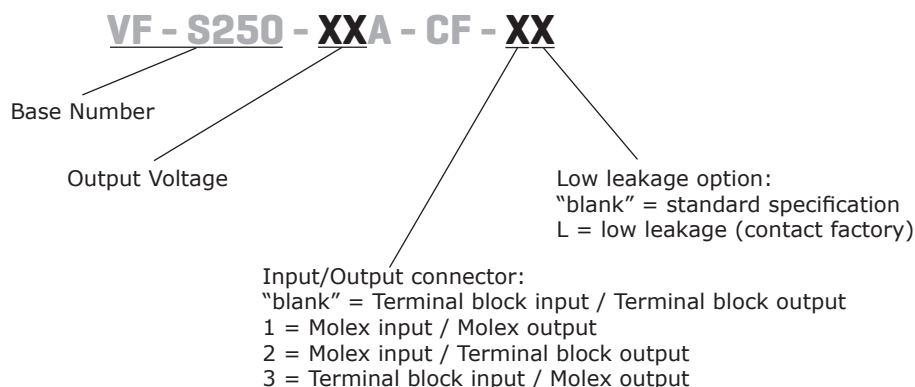 VF - S250 - XXA - CF - XX
Base Number
Output Voltage
Low leakage option:
“blank” = standard specification
L = low leakage (contact factory)
Input/Output connector:
“blank” = Terminal block input / Terminal block output
1 = Molex input / Molex output
2 = Molex input / Terminal block output
3 = Terminal block input / Molex output